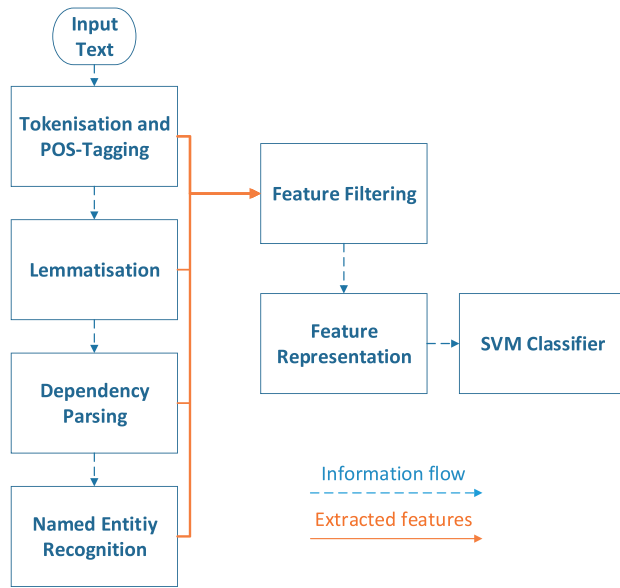 Input
Text
Tokenisation and
POS-Tagging
Lemmatisation
Dependency
Parsing
Named Entitiy
Recognition
Feature Filtering
Feature
Representation
SVM Classifier
Information flow
Extracted features